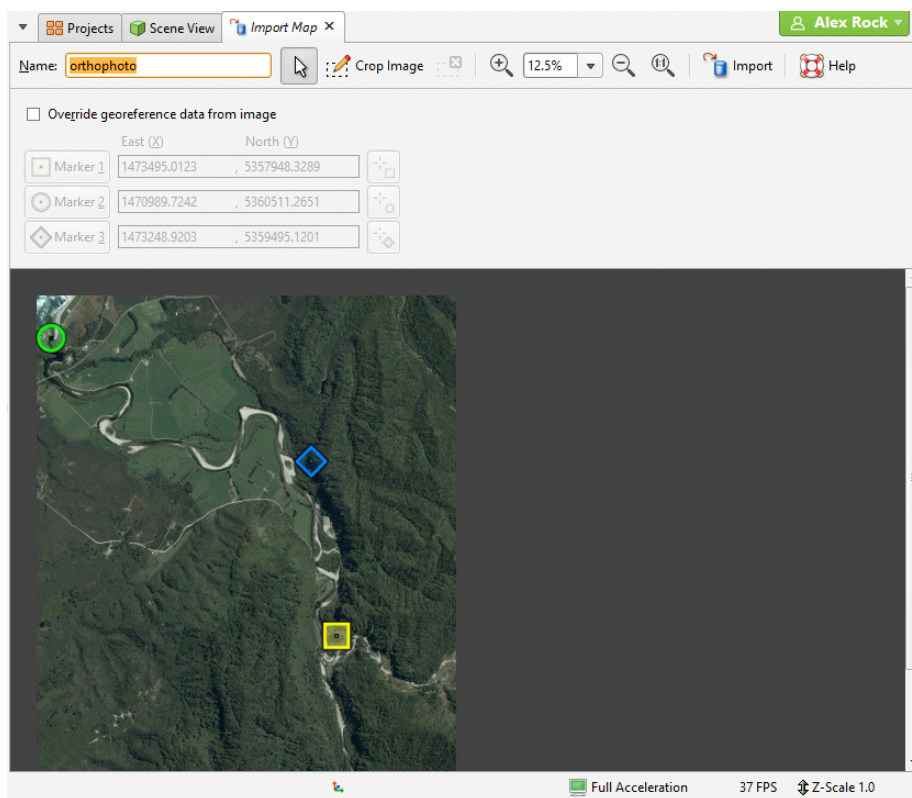 Projects Scene View Import Map × Alex Rock
Name: orthophoto Crop Image 12.5% 1:1 Import Help
Override georeference data from image
East (X) North (Y)
Marker 1 1473495.0123 , 5357948.3289
Marker 2 1470989.7242 , 5360511.2651
Marker 3 1473248.9203 , 5359495.1201
Full Acceleration 37 FPS Z-Scale 1.0